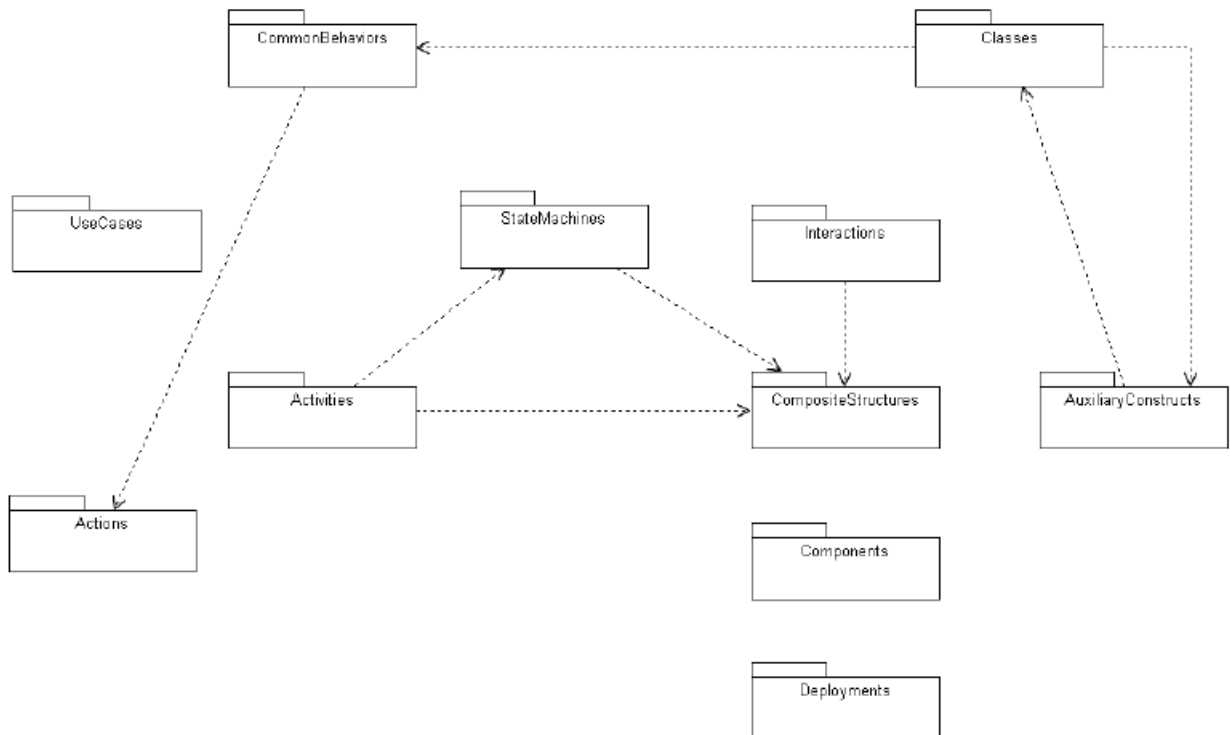 CommonBehaviors
Classes
UseCases
StateMachines
Interactions
Activities
CompositeStructures
AuxiliaryConstructs
Actions
Components
Deployments